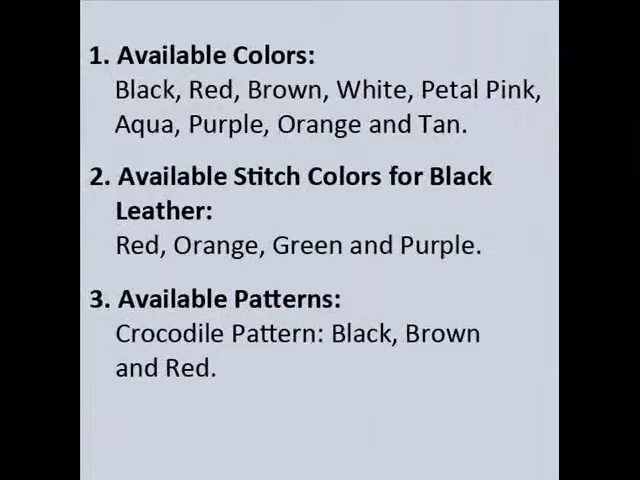 1. Available Colors:
Black, Red, Brown, White, Petal Pink,
Aqua, Purple, Orange and Tan.
2. Available Stitch Colors for Black
Leather:
Red, Orange, Green and Purple.
3. Available Patterns:
Crocodile Pattern: Black, Brown
and Red.